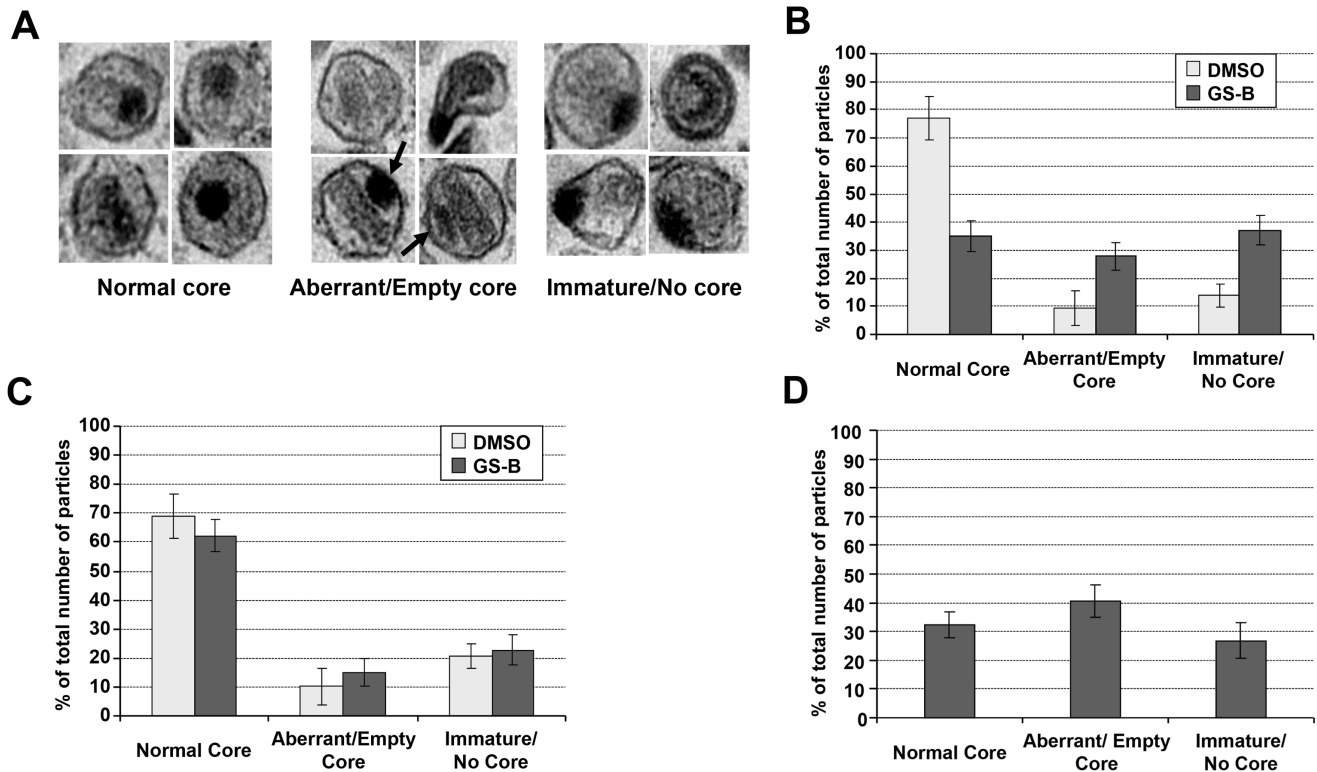 A
Normal core
Aberrant/Empty core
Immature/No core
B
% of total number of particles
100
90
80
70
60
50
40
30
20
10
0
DMSO
GS-B
Normal Core
Aberrant/Empty
Core
Immature/
No Core
C
% of total number of particles
100
90
80
70
60
50
40
30
20
10
0
DMSO
GS-B
Normal Core
Aberrant/Empty
Core
Immature/
No Core
D
% of total number of particles
100
90
80
70
60
50
40
30
20
10
0
Normal Core
Aberrant/ Empty
Core
Immature/
No Core